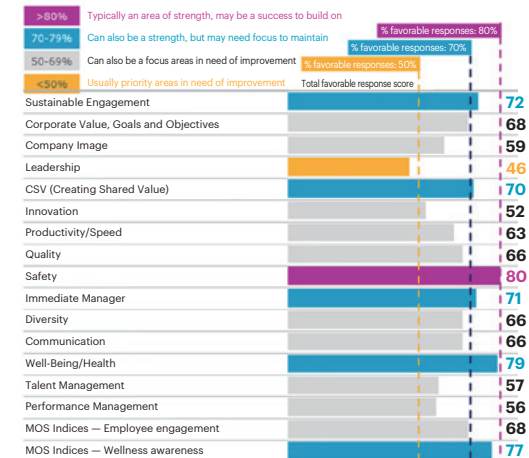 >80% Typically an area of strength, may be a success to build on
% favorable responses: 80%
70-79% Can also be a strength, but may need focus to maintain
% favorable responses: 70%
50-69% Can also be a focus areas in need of improvement
% favorable responses: 50%
<50% Usually priority areas in need of improvement
Total favorable response score
Sustainable Engagement 72
Corporate Value, Goals and Objectives 68
Company Image 59
Leadership 46
CSV (Creating Shared Value) 70
Innovation 52
Productivity/Speed 63
Quality 66
Safety 80
Immediate Manager 71
Diversity 66
Communication 66
Well-Being/Health 79
Talent Management 57
Performance Management 56
MOS Indices — Employee engagement 68
MOS Indices — Wellness awareness 77